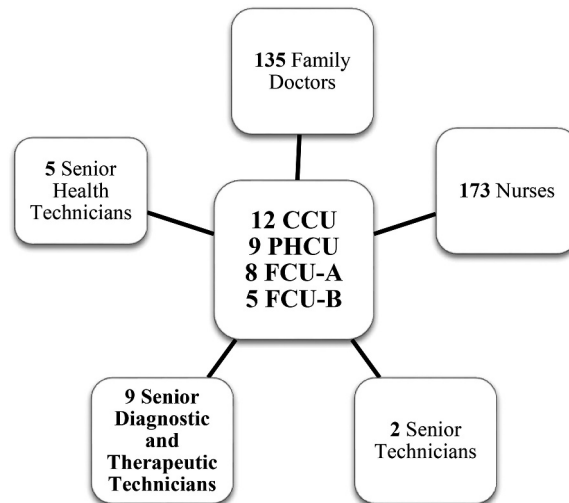 135 Family
Doctors
5 Senior
Health
Technicians
173 Nurses
12 CCU
9 PHCU
8 FCU-A
5 FCU-B
9 Senior
Diagnostic
and
Therapeutic
Technicians
2 Senior
Technicians